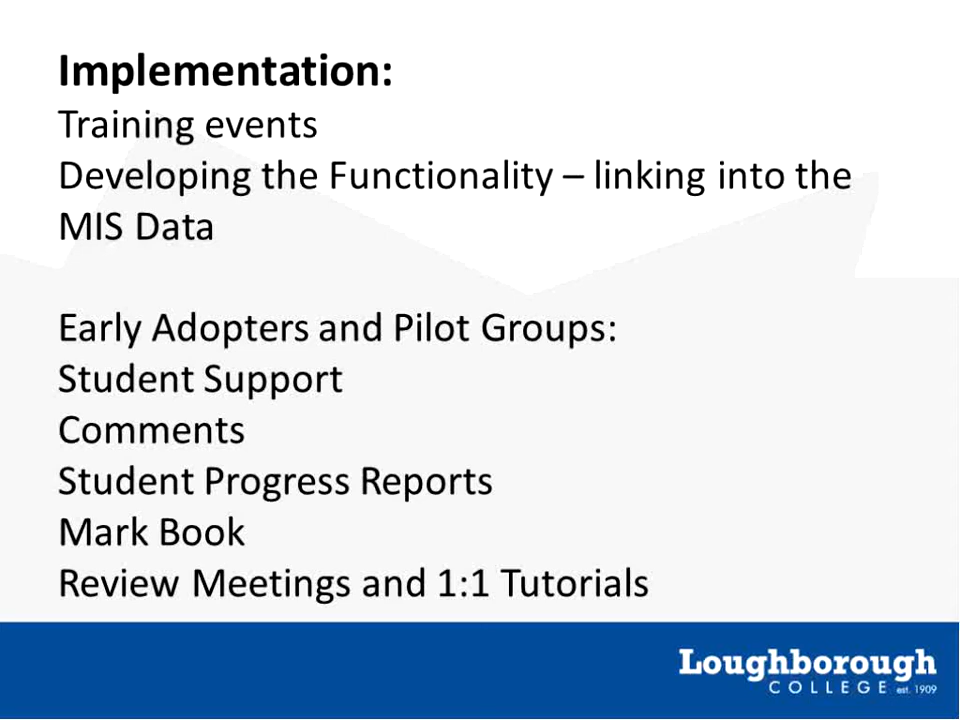 Implementation:
Training events
Developing the Functionality – linking into the
MIS Data
Early Adopters and Pilot Groups:
Student Support
Comments
Student Progress Reports
Mark Book
Review Meetings and 1:1 Tutorials
Loughborough
COLLEGE est. 1909